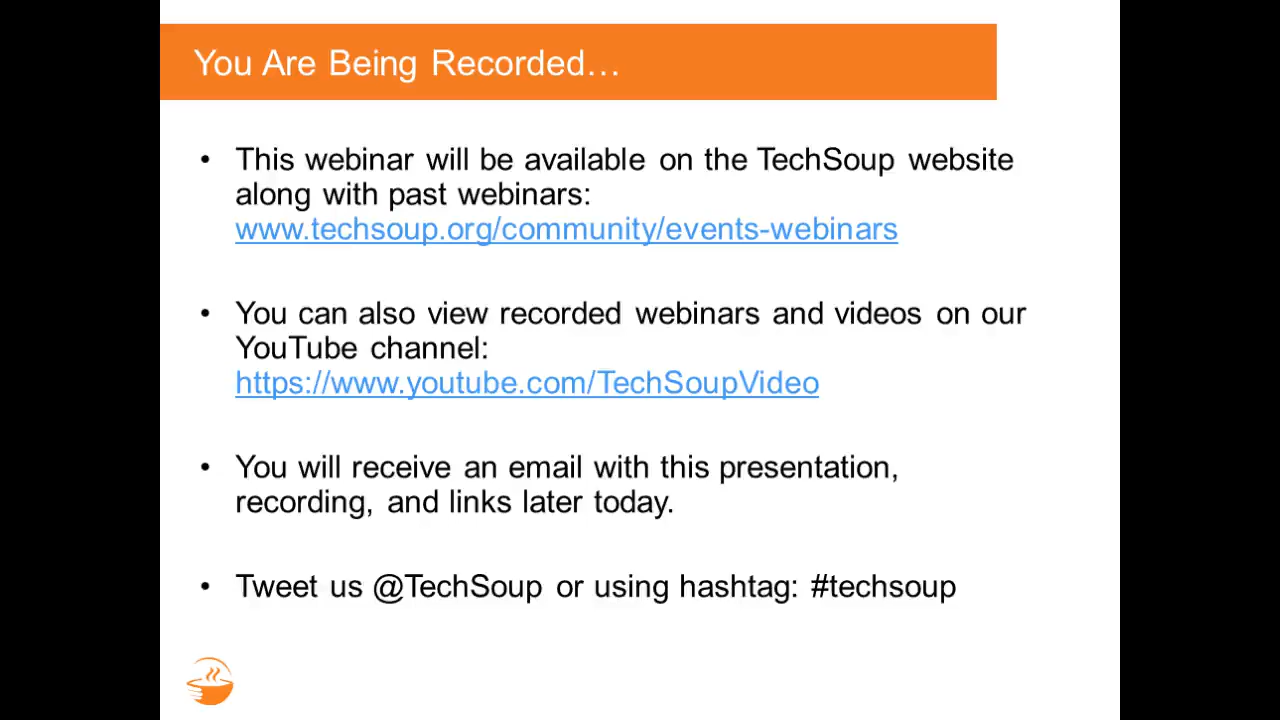 You Are Being Recorded…
• This webinar will be available on the TechSoup website
along with past webinars:
www.techsoup.org/community/events-webinars
• You can also view recorded webinars and videos on our
YouTube channel:
https://www.youtube.com/TechSoupVideo
• You will receive an email with this presentation,
recording, and links later today.
• Tweet us @TechSoup or using hashtag: #techsoup